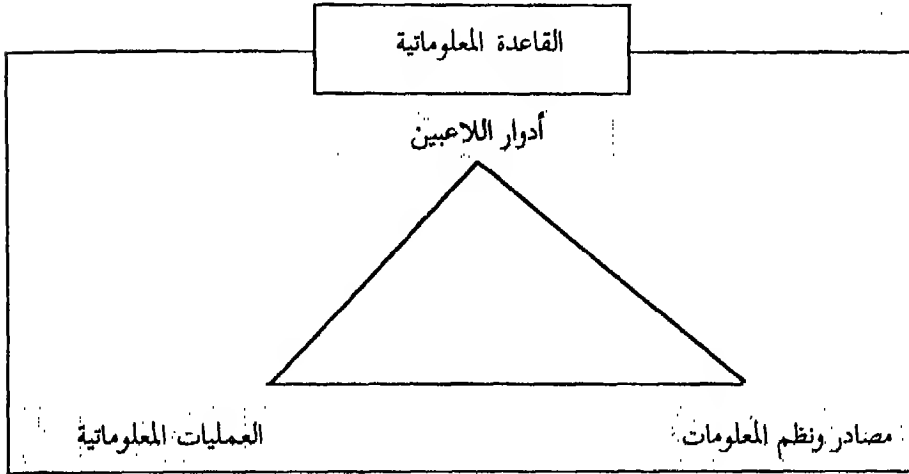 القاعدة المعلوماتية
أدوار اللاعبين
مصادر ونظم المعلومات
العمليات المعلوماتية